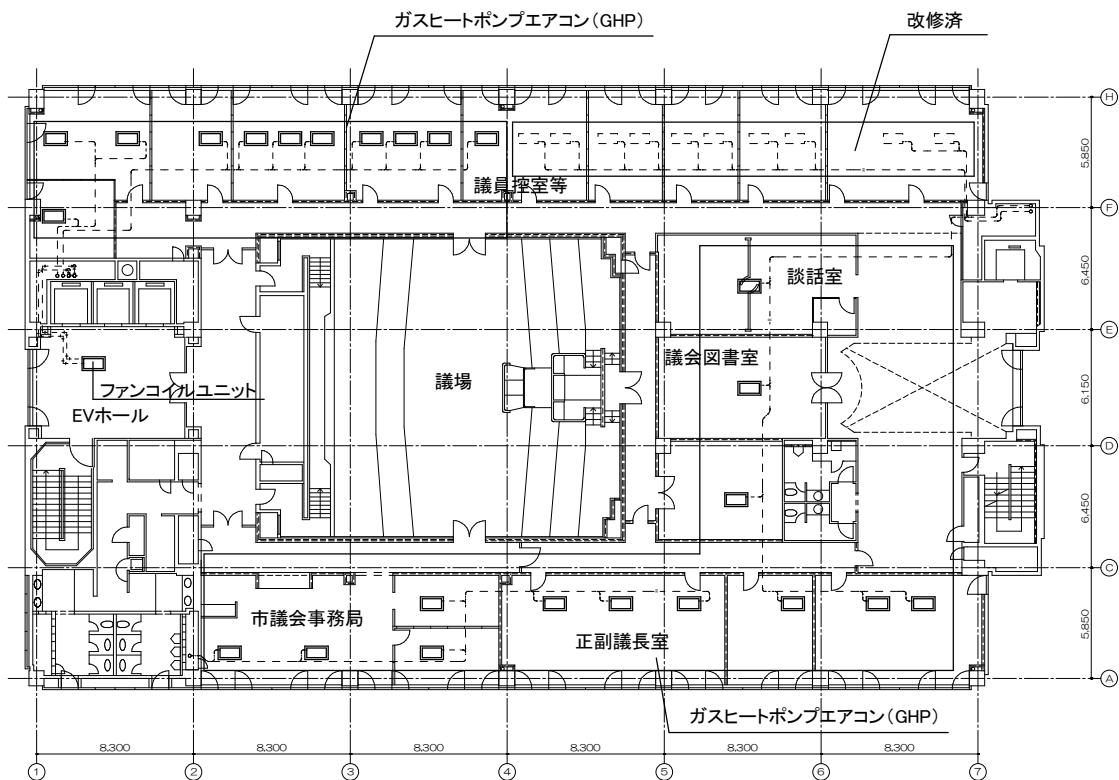 ガスヒートポンプエアコン（GHP）
改修済
H
5.850
議員控室等
F
6.450
談話室
E
議会図書室
議場
ファンコイルユニット
EVホール
6.150
D
6.450
C
市議会事務局
正副議長室
5.850
A
ガスヒートポンプエアコン（GHP）
8.300 8.300 8.300 8.300 8.300 8.300
1 2 3 4 5 6 7